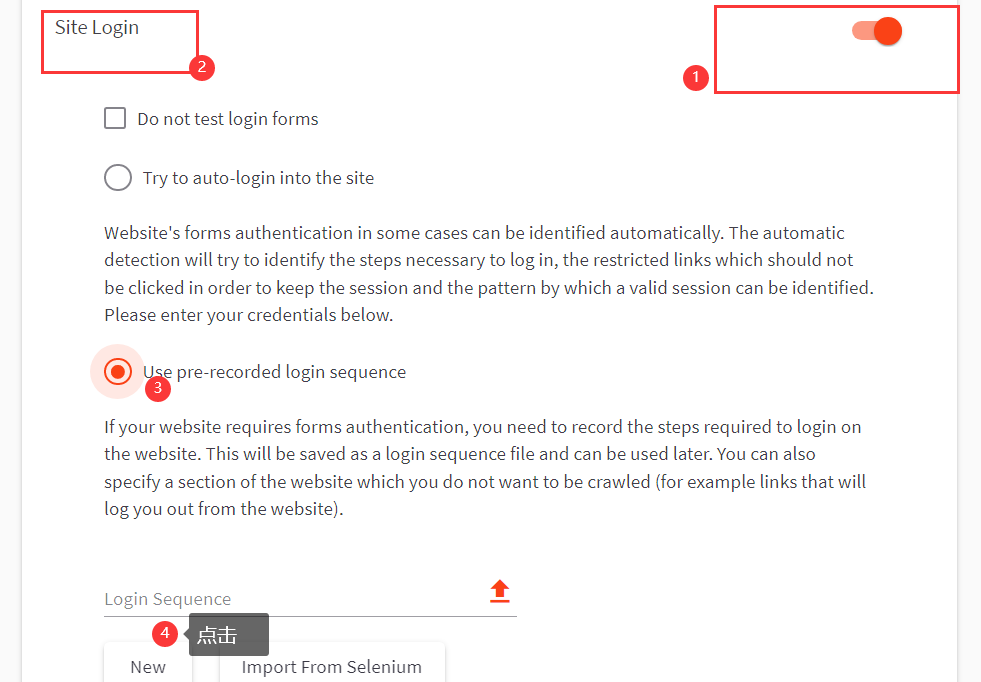 Site Login
1
2
Do not test login forms
Try to auto-login into the site
Website's forms authentication in some cases can be identified automatically. The automatic
detection will try to identify the steps necessary to log in, the restricted links which should not
be clicked in order to keep the session and the pattern by which a valid session can be identified.
Please enter your credentials below.
Use pre-recorded login sequence
3
If your website requires forms authentication, you need to record the steps required to login on
the website. This will be saved as a login sequence file and can be used later. You can also
specify a section of the website which you do not want to be crawled (for example links that will
log you out from the website).
Login Sequence
4 点击
New Import From Selenium